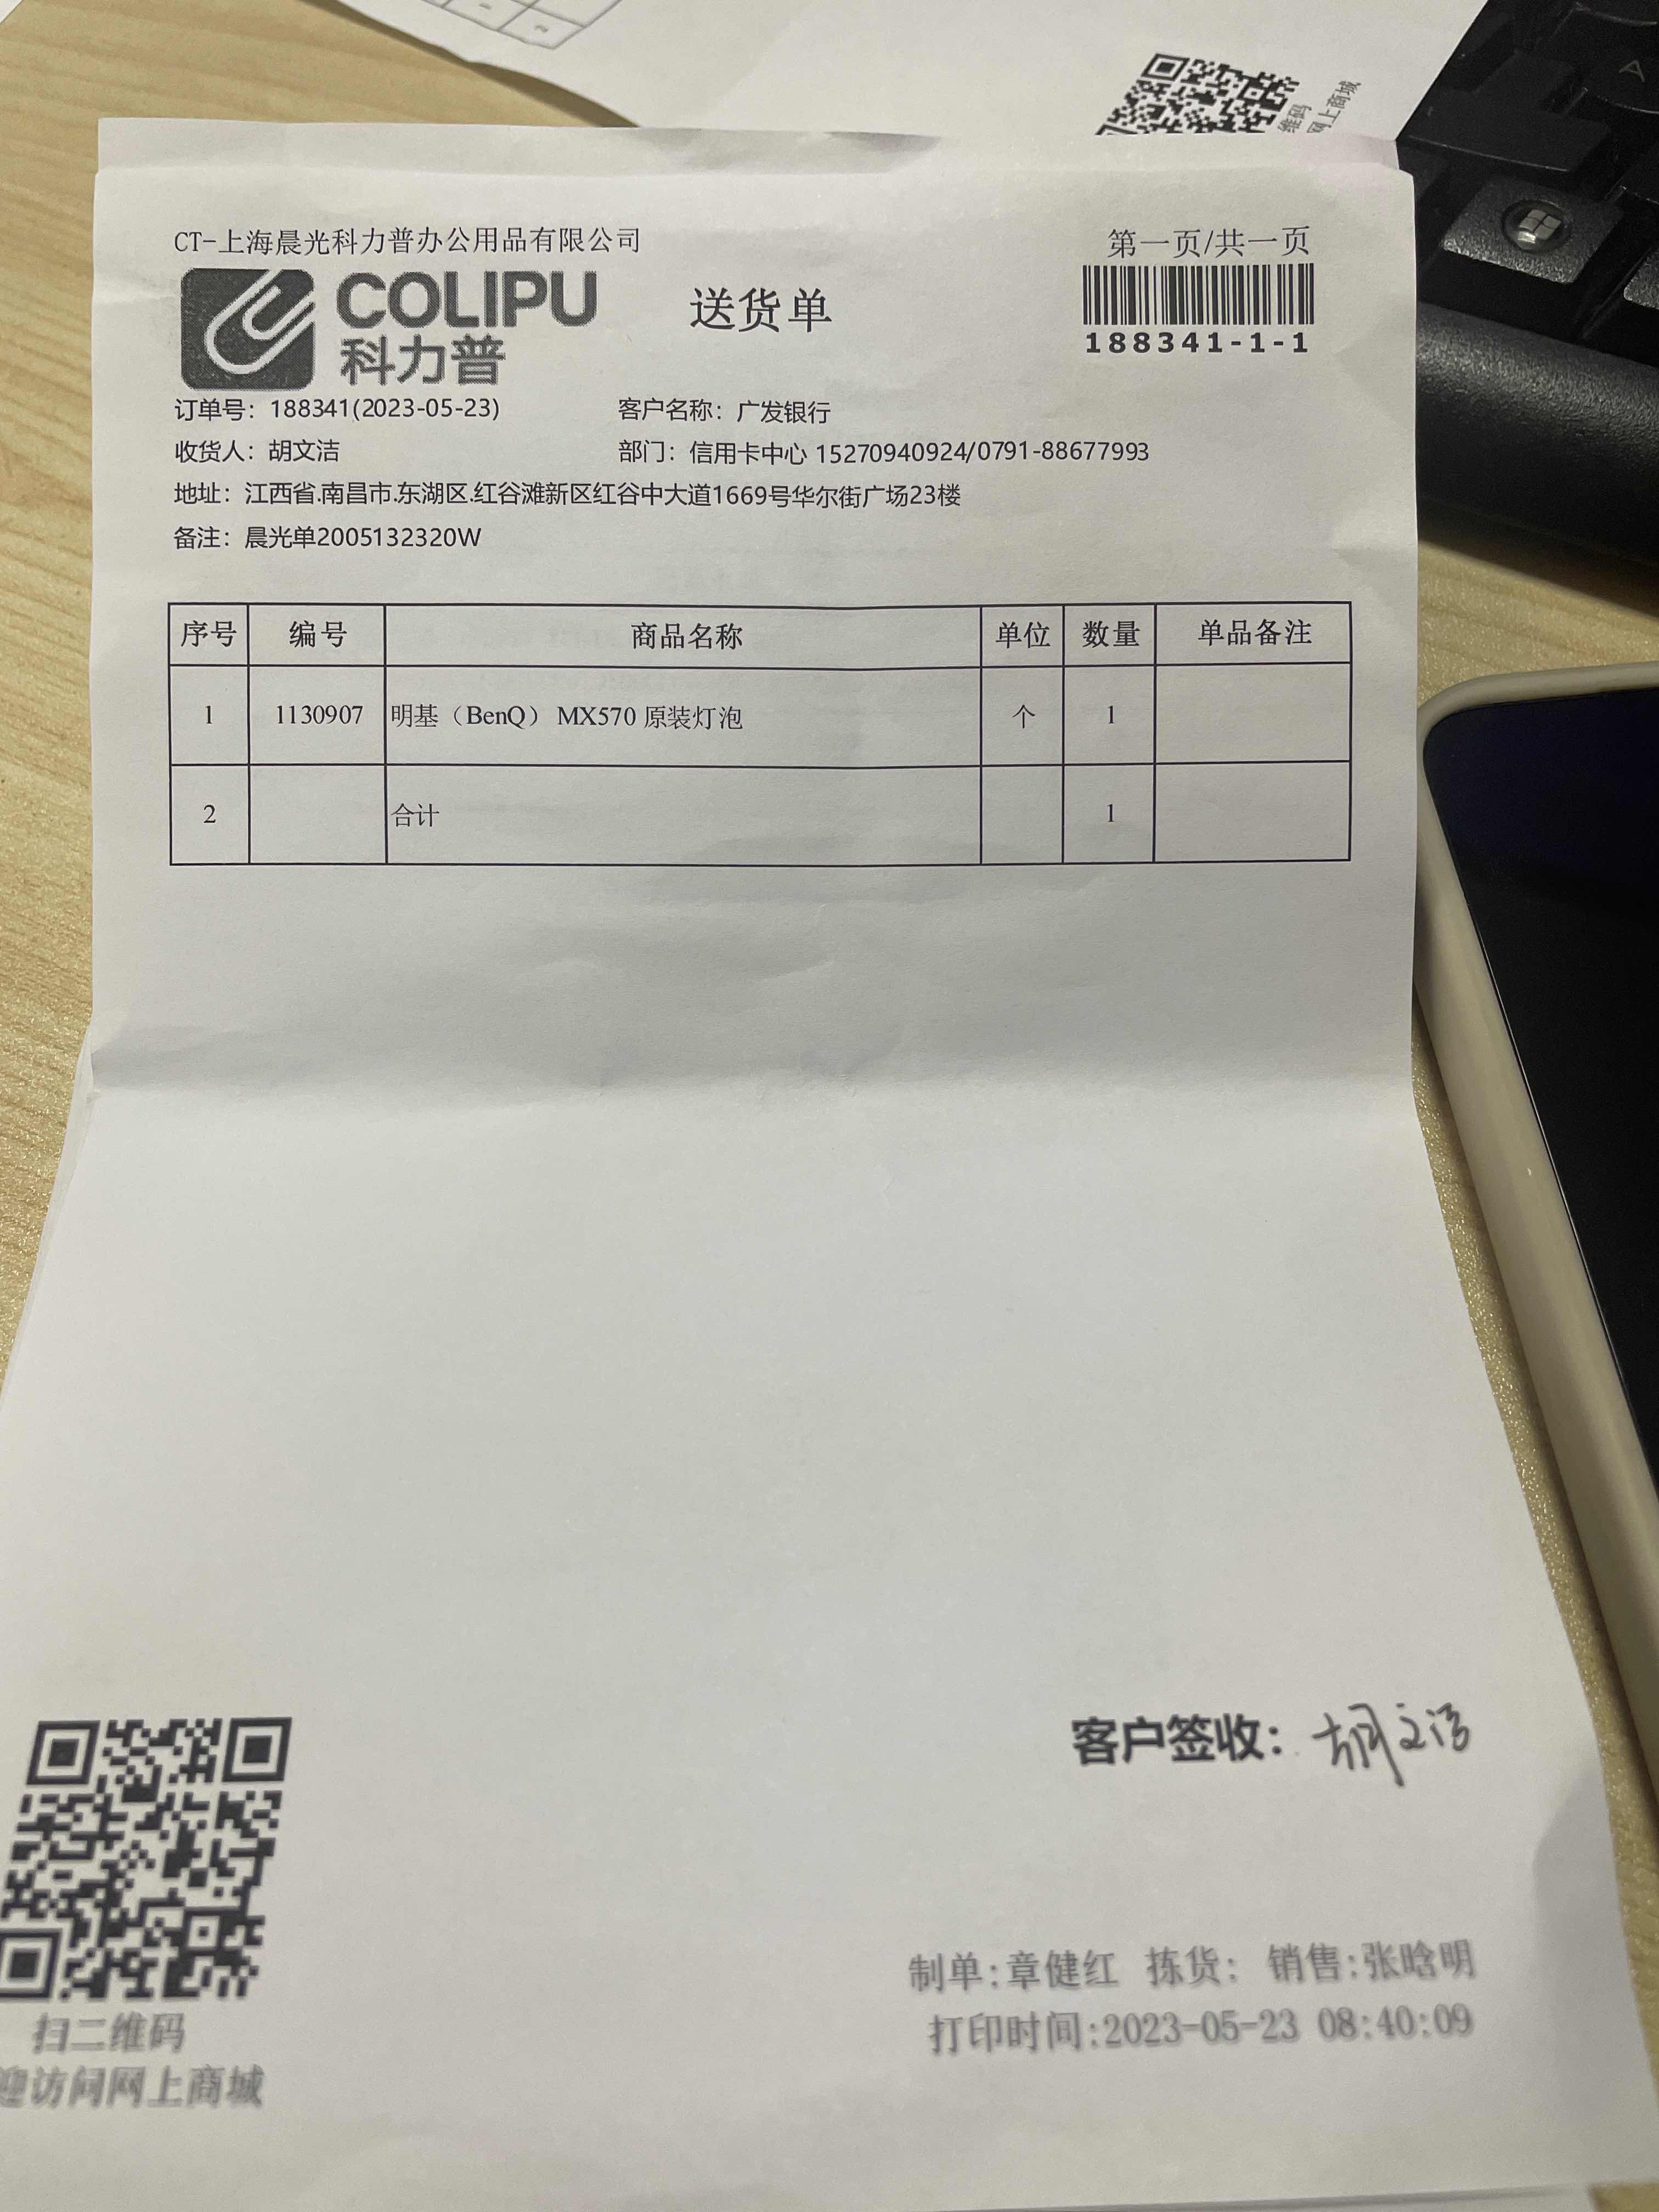 维码
网上商城
A
CT-上海晨光科力普办公用品有限公司
第一页/共一页
COLIPU
科力普
送货单
188341-1-1
订单号：188341(2023-05-23)
客户名称：广发银行
收货人：胡文洁
部门：信用卡中心 15270940924/0791-88677993
地址：江西省.南昌市.东湖区.红谷滩新区红谷中大道1669号华尔街广场23楼
备注：晨光单2005132320W
序号 编号 商品名称 单位 数量 单品备注
1 1130907 明基（BenQ） MX570 原装灯泡 个 1
2 合计 1
客户签收：胡文洁
制单:章健红 拣货: 销售:张晗明
打印时间:2023-05-23 08:40:09
扫二维码
迎访问网上商城